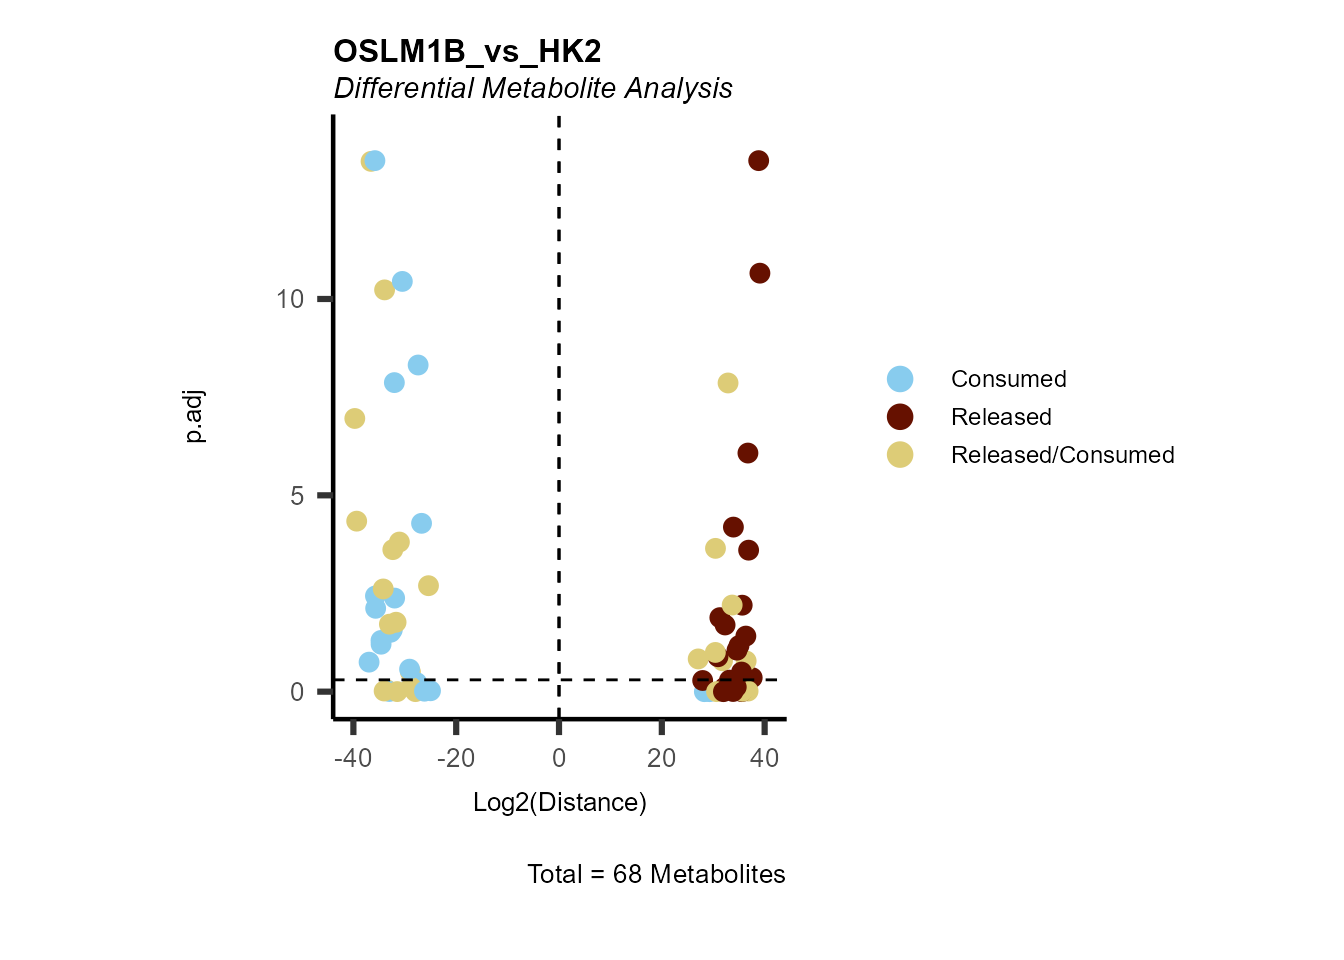 OSLM1B_vs_HK2
Differential Metabolite Analysis
p.adj
10
5
0
-40 -20 0 20 40
Log2(Distance)
Consumed
Released
Released/Consumed
Total = 68 Metabolites